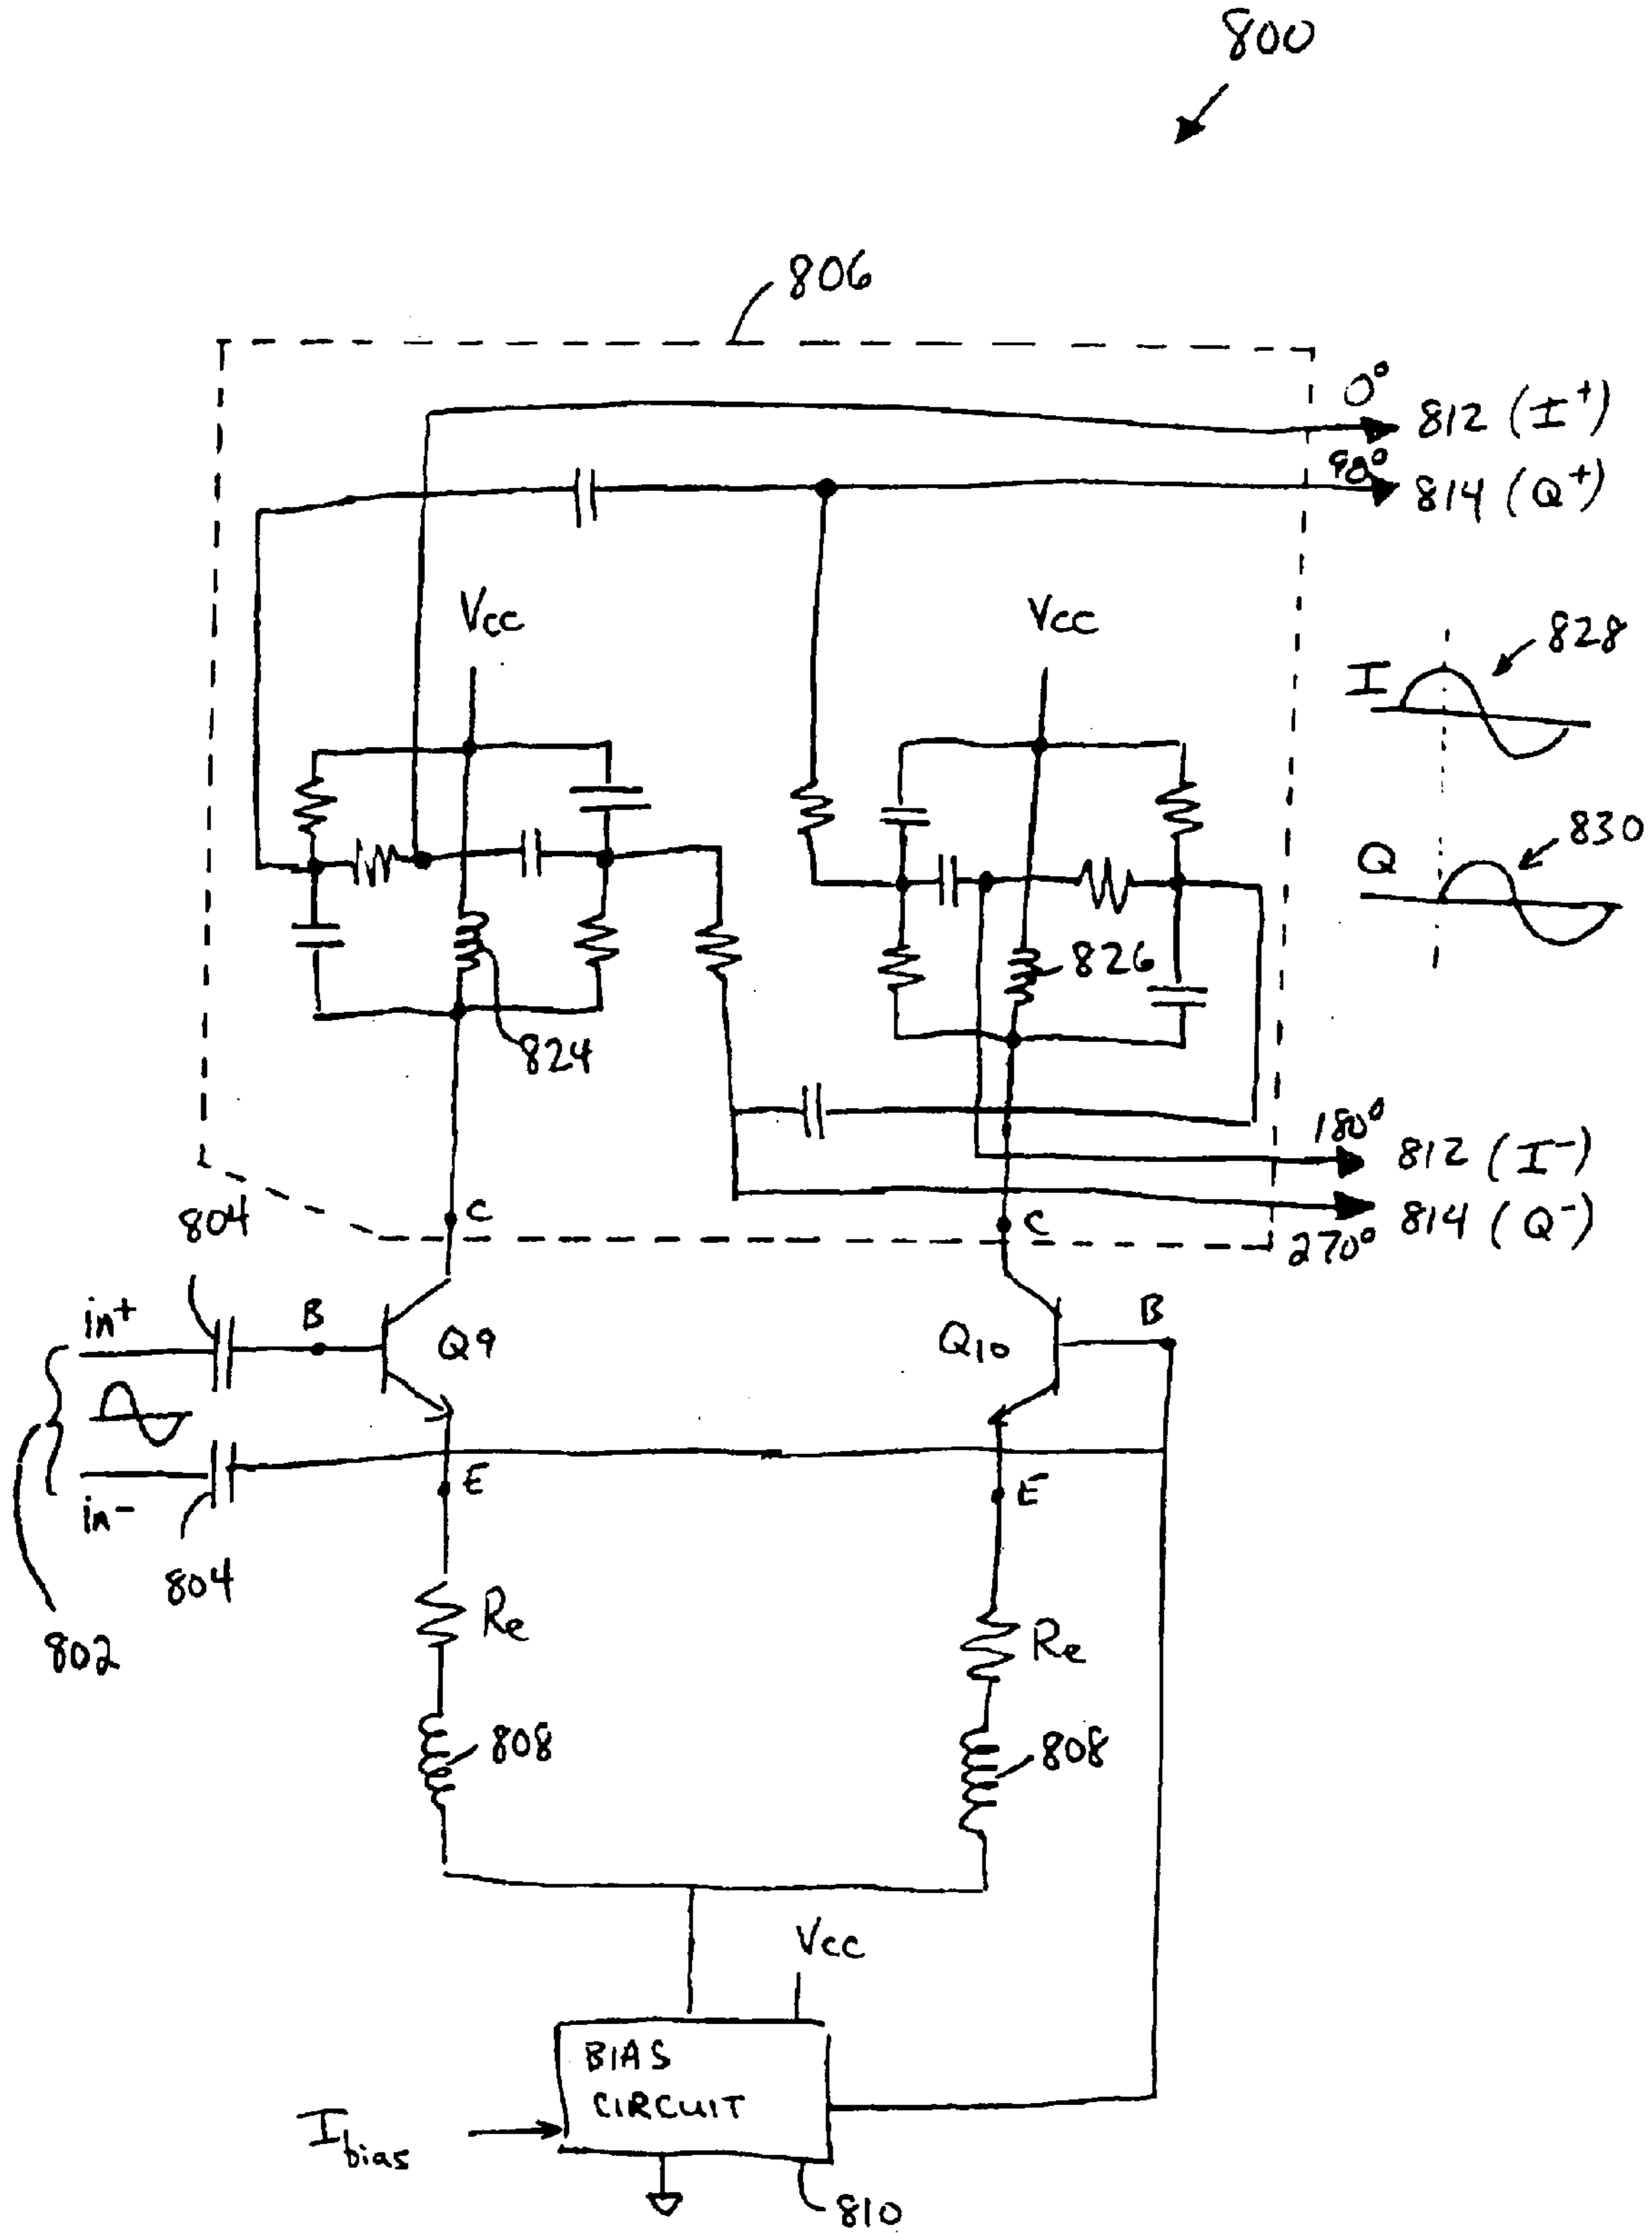 800
806
0°
812 (I+)
90°
814 (Q+)
Vcc
Vcc
828
I
830
Q
826
824
180°
812 (I-)
814 (Q-)
270°
C
C
804
in+
B
Q9
Q10
B
in-
E
E
804
802
Re
Re
808
808
Vcc
BIAS
CIRCUIT
Ibias
810